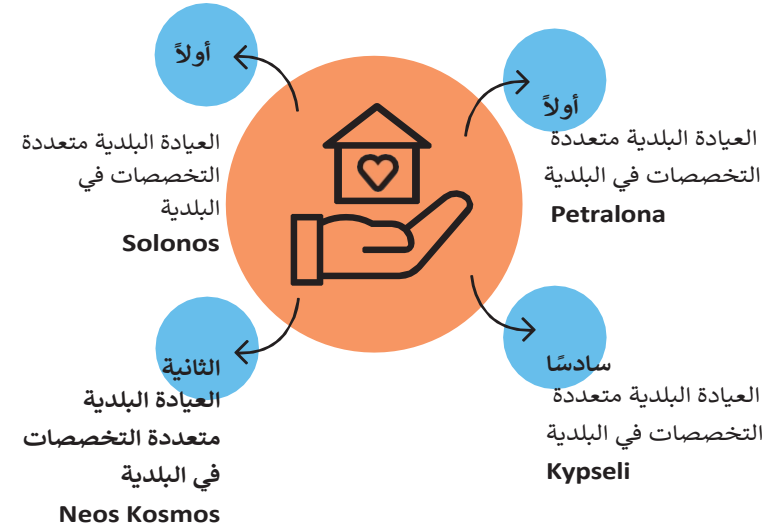 أولاً
العيادة البلدية متعددة
التخصصات في البلدية
Petralona
أولاً
العيادة البلدية متعددة
التخصصات في
البلدية
Solonos
سادسًا
العيادة البلدية متعددة
التخصصات في البلدية
Kypseli
الثانية
العيادة البلدية
متعددة التخصصات
في البلدية
Neos Kosmos